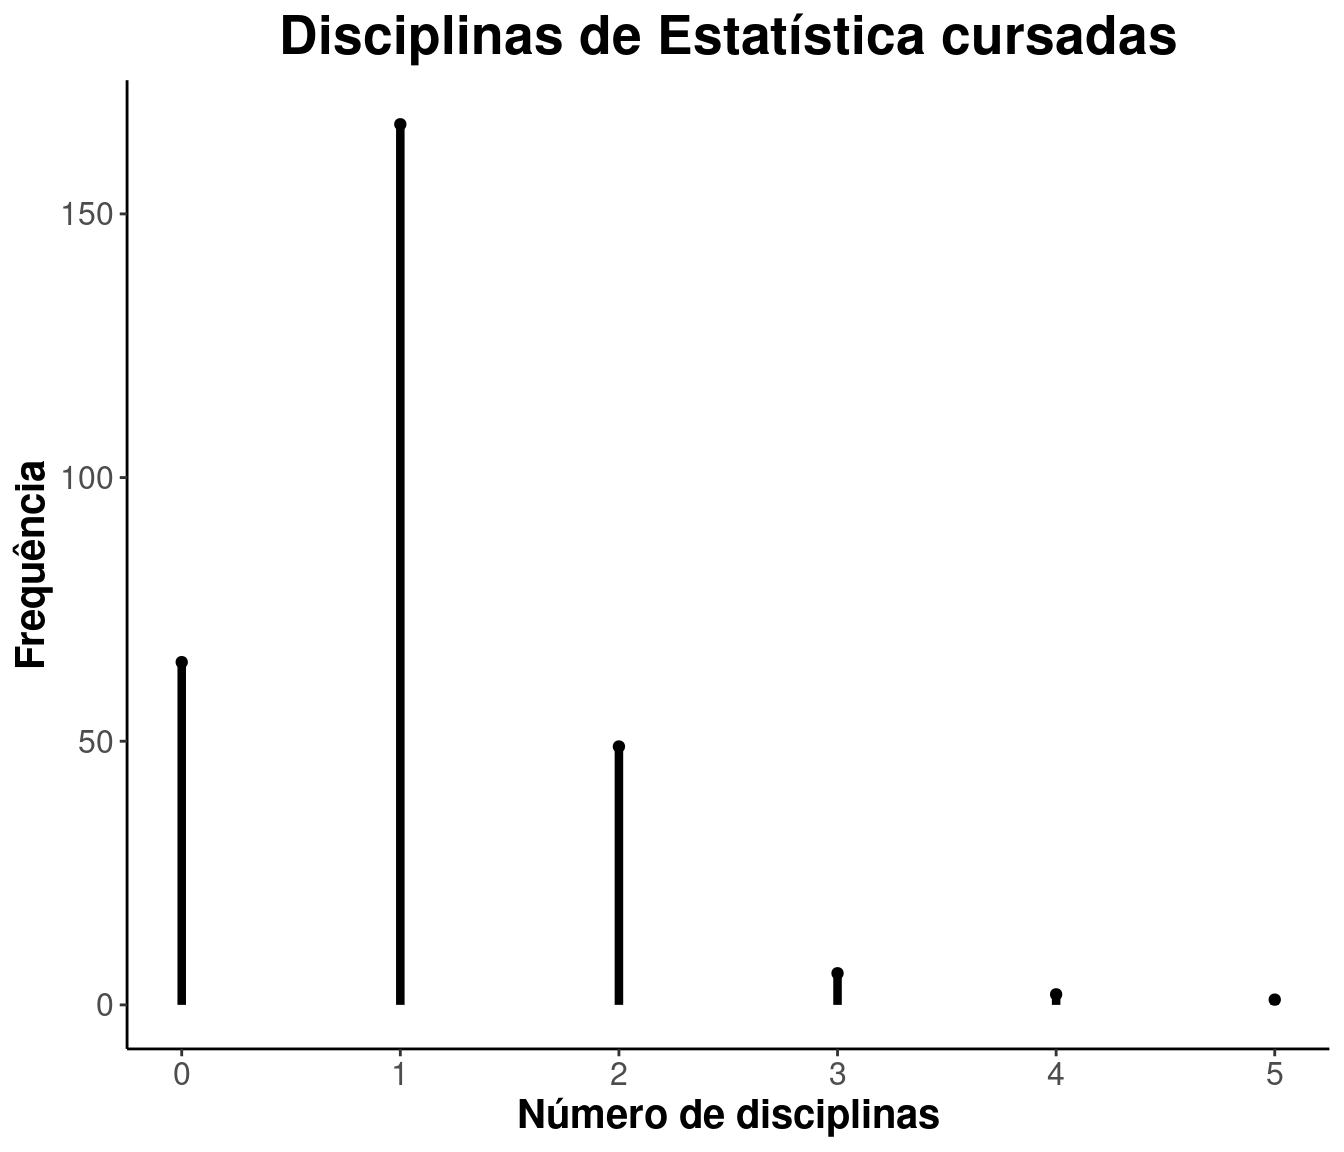 Disciplinas de Estatística cursadas
Frequência
150
100
50
0
0 1 2 3 4 5
Número de disciplinas